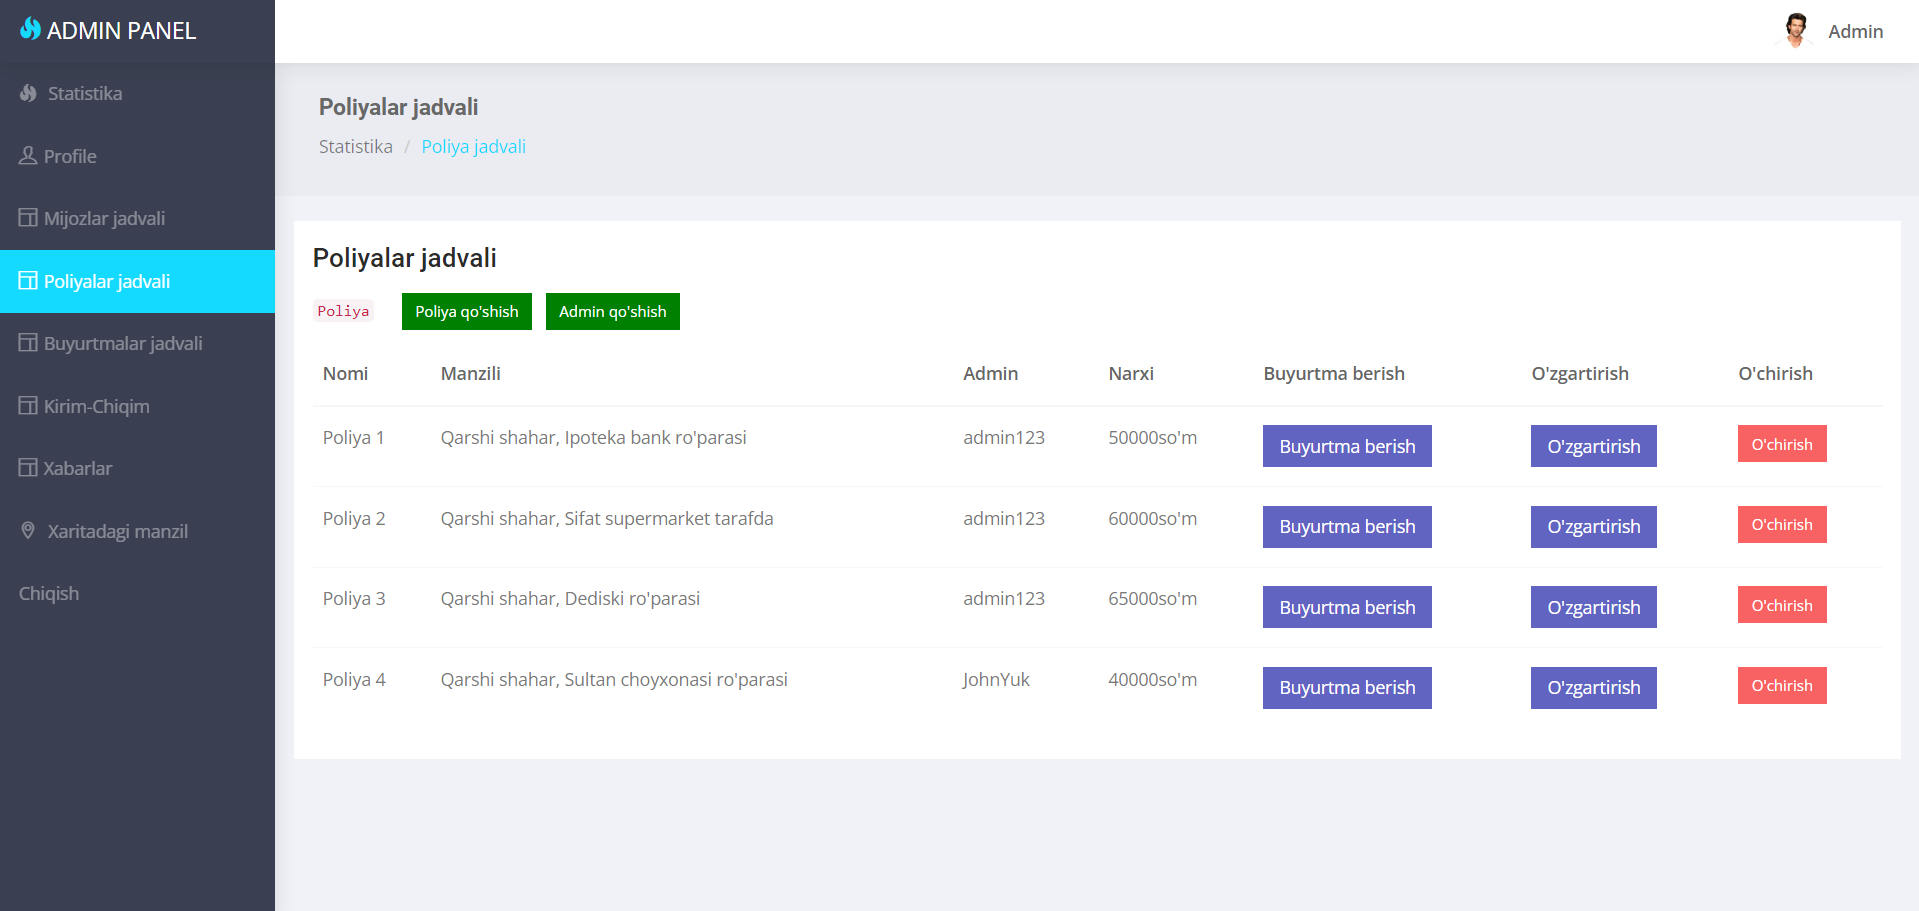 ADMIN PANEL
Admin
Statistika
Profile
Mijozlar jadvali
Poliyalar jadvali
Buyurtmalar jadvali
Kirim-Chiqim
Xabarlar
Xaritadagi manzil
Chiqish
Poliyalar jadvali
Statistika / Poliya jadvali
Poliyalar jadvali
Poliya Poliya qo'shish Admin qo'shish
Nomi Manzili Admin Narxi Buyurtma berish O'zgartirish O'chirish
Poliya 1 Qarshi shahar, Ipoteka bank ro'parasi admin123 50000so'm Buyurtma berish O'zgartirish O'chirish
Poliya 2 Qarshi shahar, Sifat supermarket tarafda admin123 60000so'm Buyurtma berish O'zgartirish O'chirish
Poliya 3 Qarshi shahar, Dediski ro'parasi admin123 65000so'm Buyurtma berish O'zgartirish O'chirish
Poliya 4 Qarshi shahar, Sultan choyxonasi ro'parasi JohnYuk 40000so'm Buyurtma berish O'zgartirish O'chirish